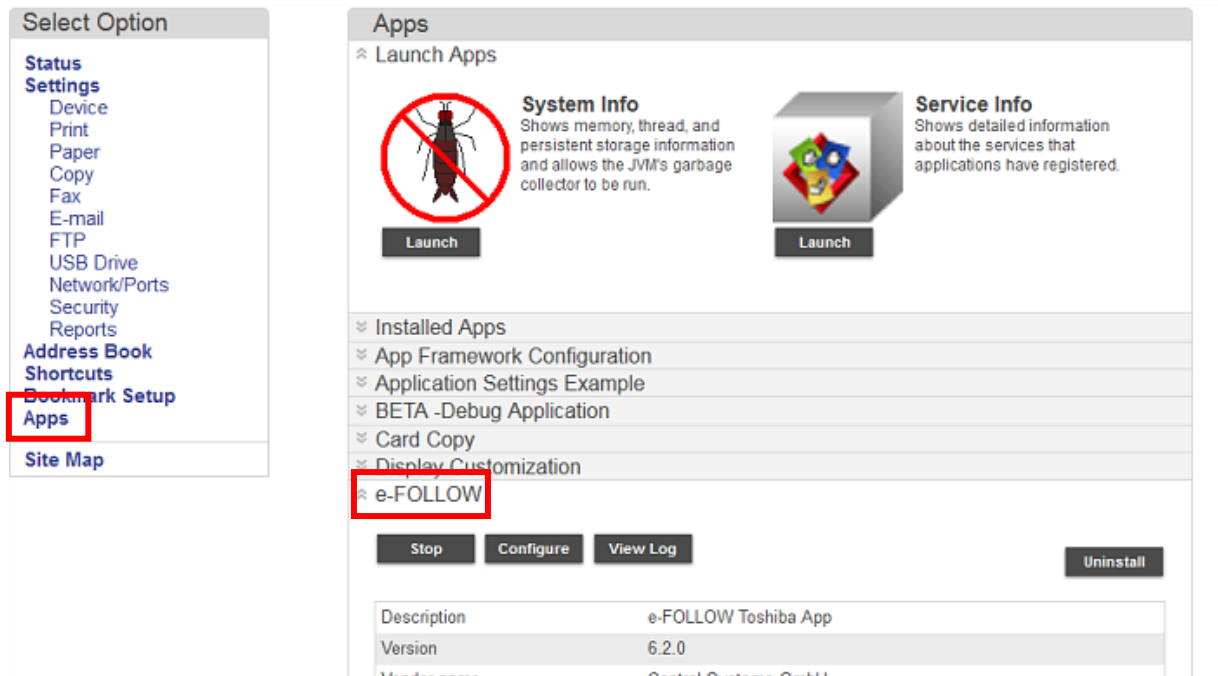 Select Option
Status
Settings
Device
Print
Paper
Copy
Fax
E-mail
FTP
USB Drive
Network/Ports
Security
Reports
Address Book
Shortcuts
Bookmark Setup
Apps
Site Map
Apps
Launch Apps
System Info
Shows memory, thread, and
persistent storage information
and allows the JVM's garbage
collector to be run.
Launch
Service Info
Shows detailed information
about the services that
applications have registered.
Launch
Installed Apps
App Framework Configuration
Application Settings Example
BETA -Debug Application
Card Copy
Display Customization
e-FOLLOW
Stop Configure View Log
Uninstall
Description e-FOLLOW Toshiba App
Version 6.2.0
Vendor name